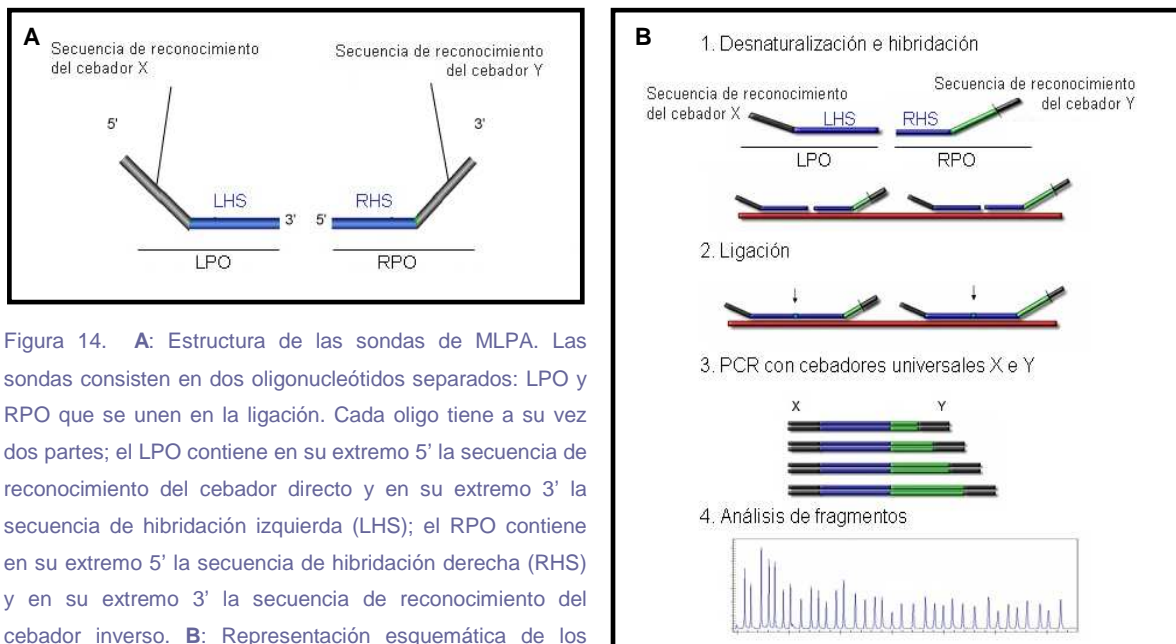 A
Secuencia de reconocimiento
del cebador X
Secuencia de reconocimiento
del cebador Y
5'
3'
LHS
RHS
3'
5'
LPO
RPO
Figura 14. A: Estructura de las sondas de MLPA. Las
sondas consisten en dos oligonucleótidos separados: LPO y
RPO que se unen en la ligación. Cada oligo tiene a su vez
dos partes; el LPO contiene en su extremo 5’ la secuencia de
reconocimiento del cebador directo y en su extremo 3’ la
secuencia de hibridación izquierda (LHS); el RPO contiene
en su extremo 5’ la secuencia de hibridación derecha (RHS)
y en su extremo 3’ la secuencia de reconocimiento del
cebador inverso. B: Representación esquemática de los
B
1. Desnaturalización e hibridación
Secuencia de reconocimiento
del cebador X
Secuencia de reconocimiento
del cebador Y
LHS
RHS
LPO
RPO
2. Ligación
3. PCR con cebadores universales X e Y
X
Y
4. Análisis de fragmentos